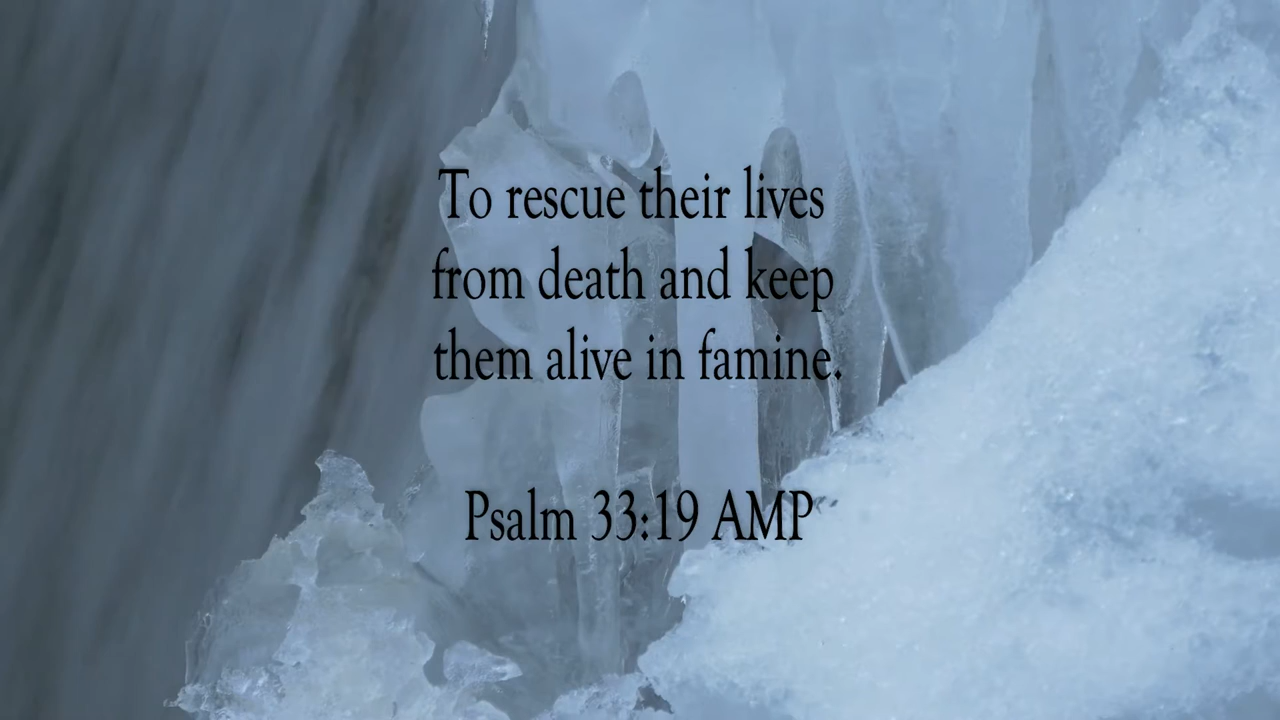 To rescue their lives
from death and keep
them alive in famine.
Psalm 33:19 AMP